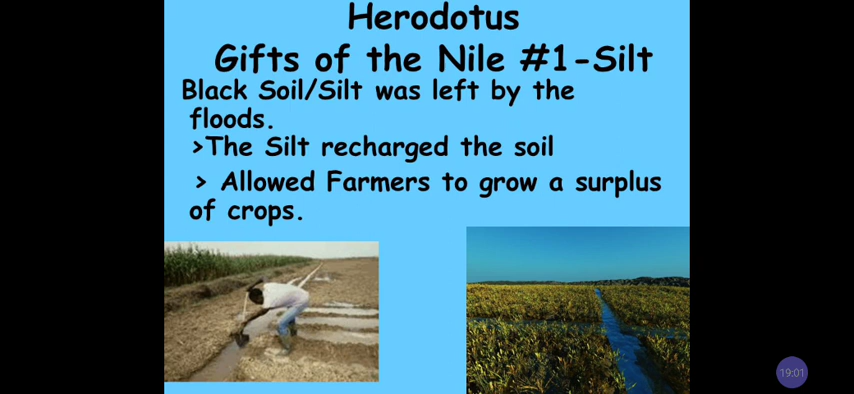 Herodotus
Gifts of the Nile #1-Silt
Black Soil/Silt was left by the
floods.
>The Silt recharged the soil
> Allowed Farmers to grow a surplus
of crops.
19:01